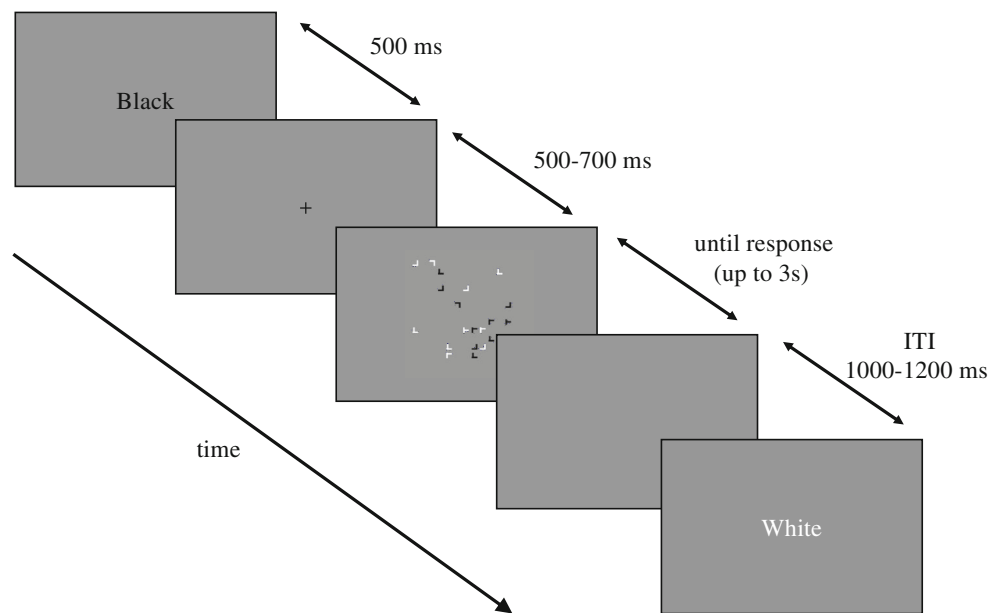 500 ms
Black
500-700 ms
+
until response
(up to 3s)
ITI
1000-1200 ms
time
White